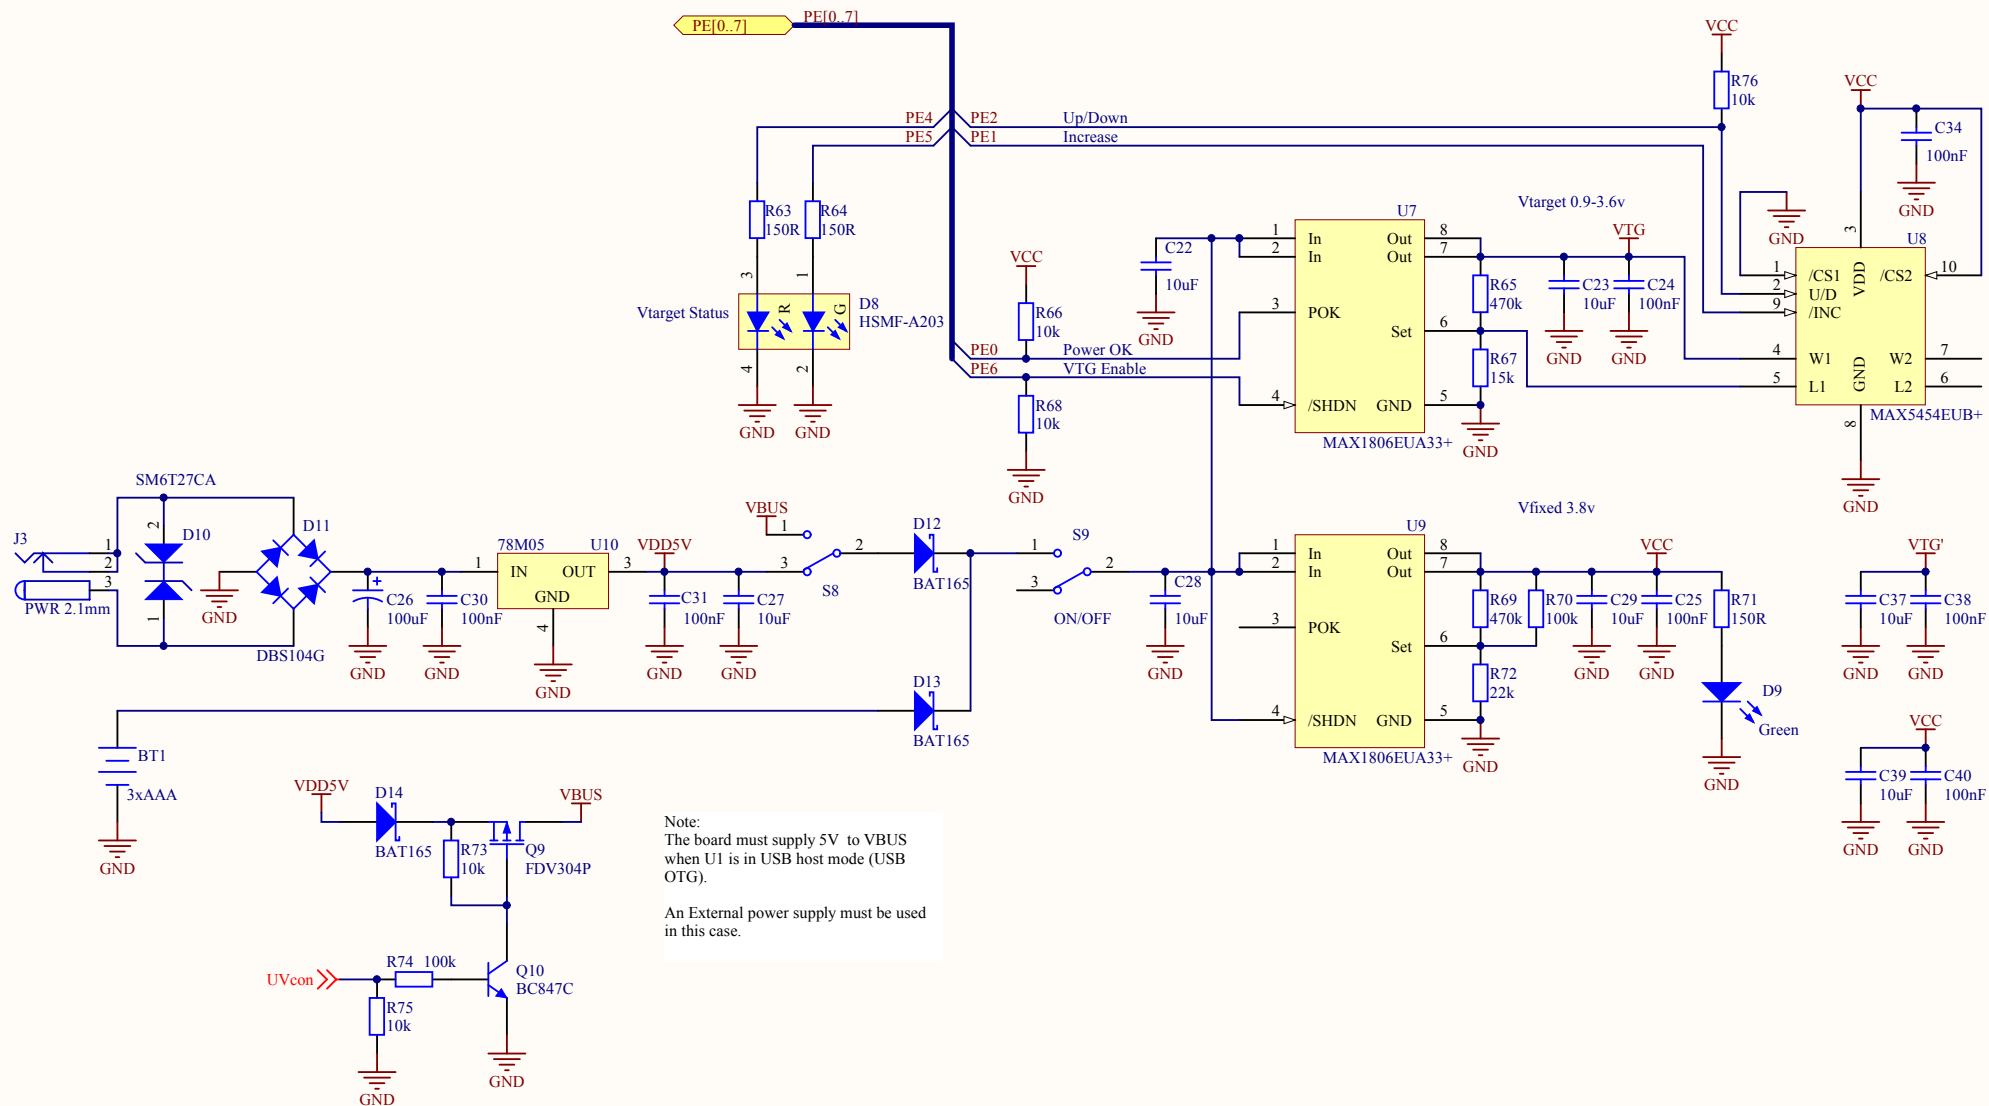 PE[0..7]
PE[0..7]
VCC
R76
10k
VCC
C34
100nF
GND
PE4
PE2
Up/Down
PE5
PE1
Increase
R63
150R
R64
150R
3
1
Vtarget Status
R
G
D8
HSMF-A203
4
2
GND
GND
VCC
R66
10k
PE0
Power OK
PE6
VTG Enable
R68
10k
GND
C22
10uF
GND
U7
Vtarget 0.9-3.6v
1
In
Out
8
2
In
Out
7
3
POK
Set
6
4
/SHDN
GND
5
MAX1806EUA33+
VTG
R65
470k
C23
10uF
C24
100nF
GND
GND
R67
15k
GND
GND
3
U8
1
/CS1
VDD
/CS2
10
2
U/D
9
/INC
4
W1
GND
W2
7
5
L1
L2
6
MAX5454EUB+
8
GND
SM6T27CA
J3
1
2
3
PWR 2.1mm
2
D10
1
D11
GND
DBS104G
C26
100uF
GND
C30
100nF
GND
1
78M05
U10
IN
OUT
GND
3
4
GND
VDD5V
C31
100nF
GND
C27
10uF
GND
VBUS
1
3
2
S8
D12
BAT165
D13
BAT165
S9
1
3
2
ON/OFF
C28
10uF
GND
Vfixed 3.8v
U9
1
In
Out
8
2
In
Out
7
3
POK
Set
6
4
/SHDN
GND
5
MAX1806EUA33+
R69
470k
R70
100k
C29
10uF
VCC
C25
100nF
R71
150R
GND
GND
R72
22k
GND
D9
Green
GND
VTG'
C37
10uF
C38
100nF
GND
GND
VCC
C39
10uF
C40
100nF
GND
GND
BT1
3xAAA
GND
VDD5V
D14
BAT165
R73
10k
Q9
FDV304P
VBUS
UVcon
R74 100k
Q10
BC847C
R75
10k
GND
GND
Note:
The board must supply 5V to VBUS
when U1 is in USB host mode (USB
OTG).
An External power supply must be used
in this case.